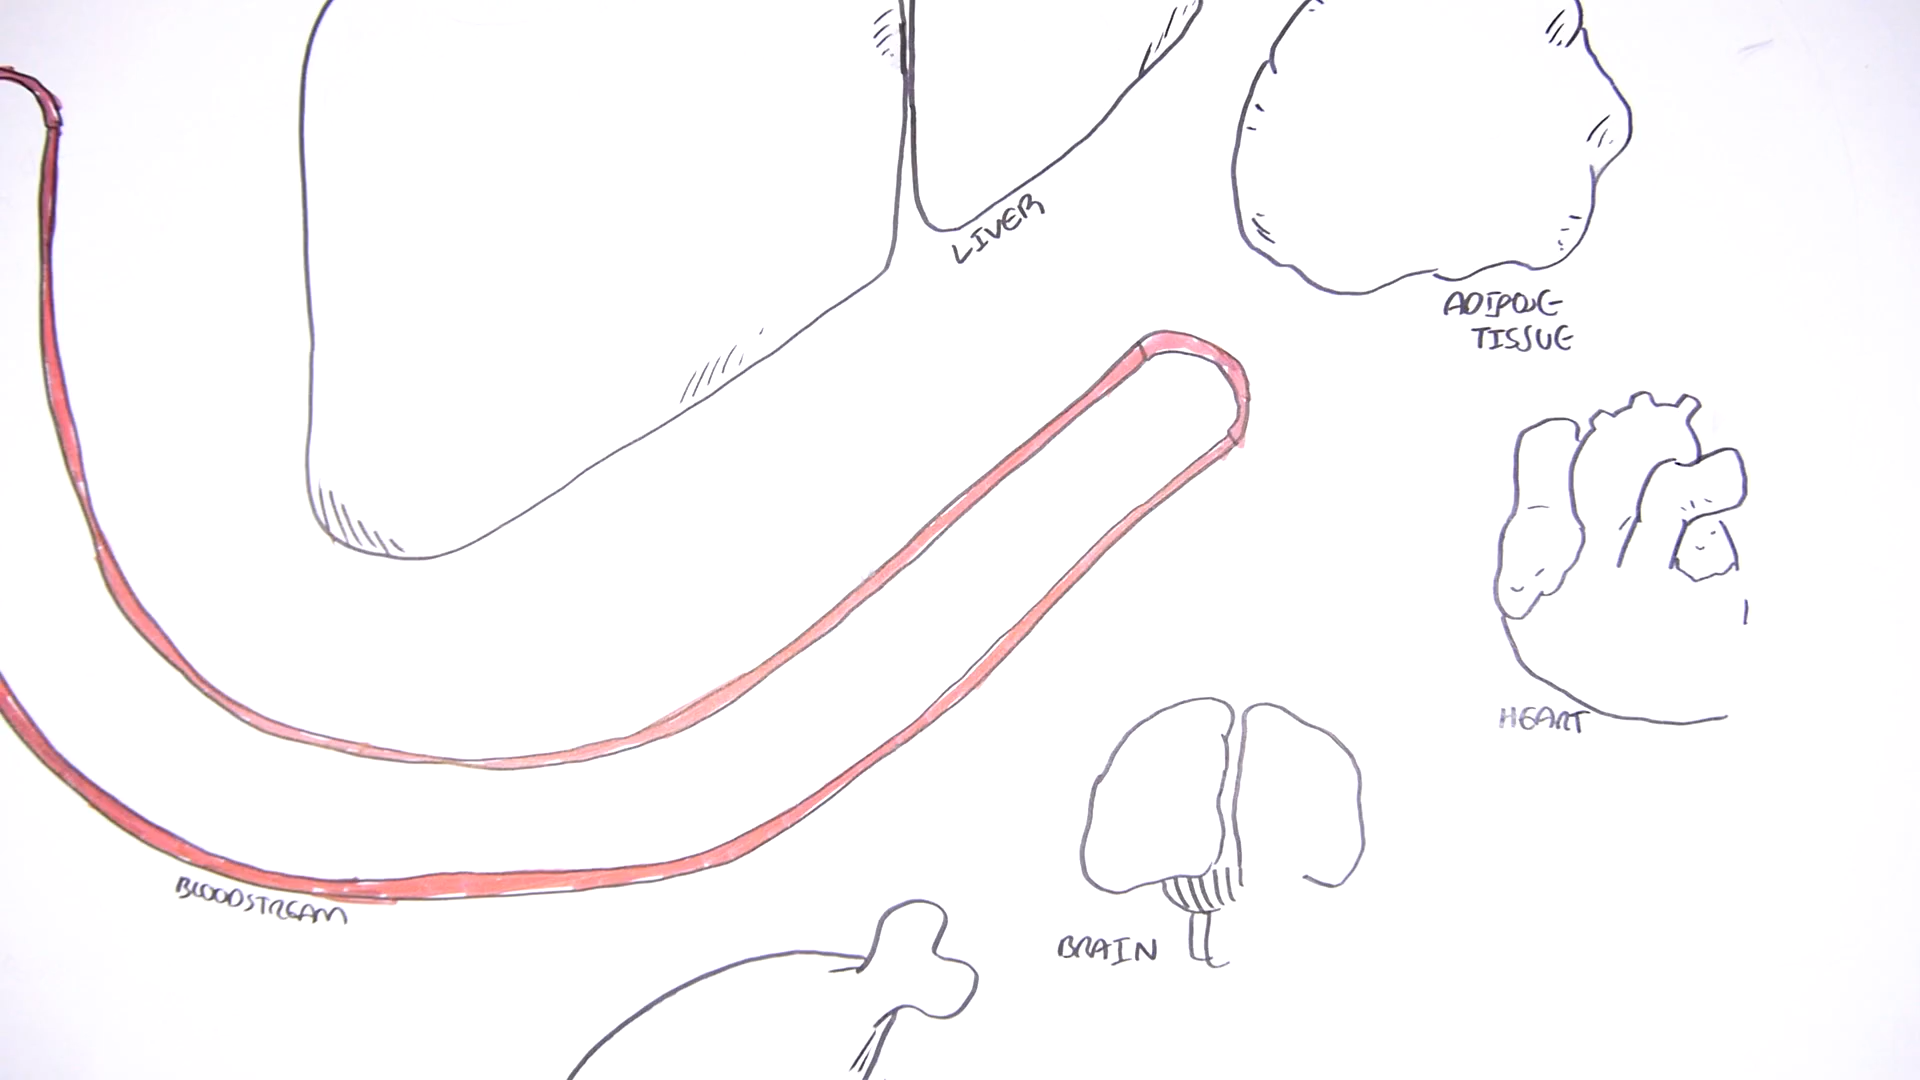 LIVER
ADIPOSE
TISSUE
HEART
BLOODSTREAM
BRAIN